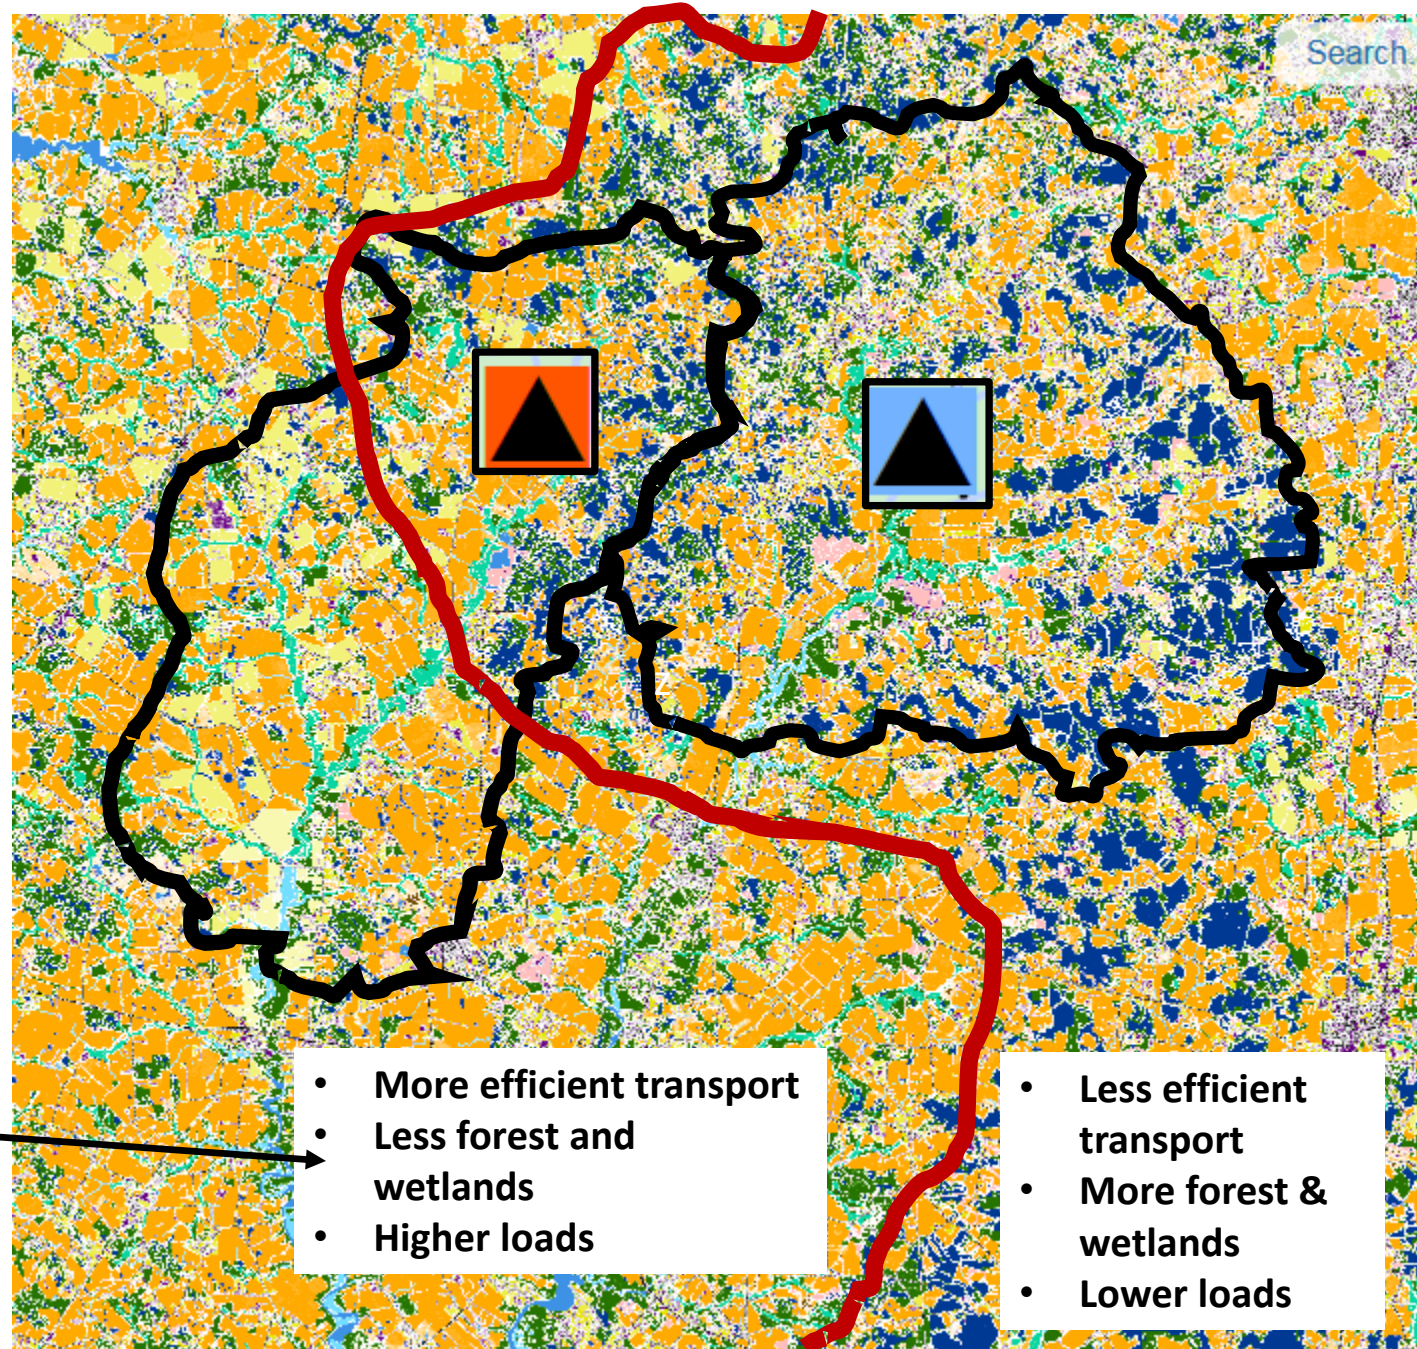 Search
• More efficient transport
• Less forest and
wetlands
• Higher loads
• Less efficient
transport
• More forest &
wetlands
• Lower loads